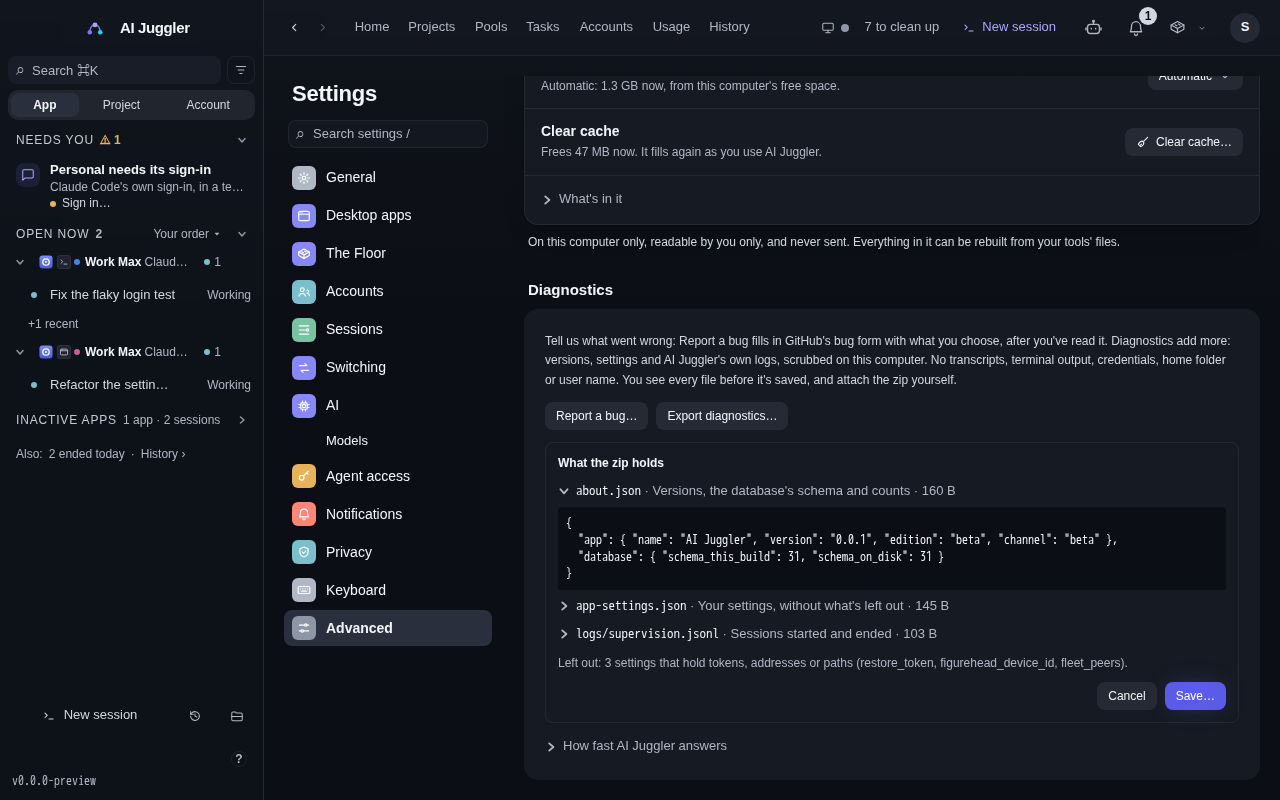 AI Juggler
Search ⌘K
App
Project
Account
NEEDS YOU 1
Personal needs its sign-in
Claude Code's own sign-in, in a te…
Sign in…
OPEN NOW 2
Your order
Work Max Claud…
1
Fix the flaky login test
Working
+1 recent
Work Max Claud…
1
Refactor the settin…
Working
INACTIVE APPS 1 app · 2 sessions
Also: 2 ended today · History ›
New session
?
v0.0.0-preview
Home
Projects
Pools
Tasks
Accounts
Usage
History
7 to clean up
New session
1
S
Settings
Search settings /
General
Desktop apps
The Floor
Accounts
Sessions
Switching
AI
Models
Agent access
Notifications
Privacy
Keyboard
Advanced
Automatic: 1.3 GB now, from this computer's free space.
Automatic
Clear cache
Frees 47 MB now. It fills again as you use AI Juggler.
Clear cache…
What's in it
On this computer only, readable by you only, and never sent. Everything in it can be rebuilt from your tools' files.
Diagnostics
Tell us what went wrong: Report a bug fills in GitHub's bug form with what you choose, after you've read it. Diagnostics add more:
versions, settings and AI Juggler's own logs, scrubbed on this computer. No transcripts, terminal output, credentials, home folder
or user name. You see every file before it's saved, and attach the zip yourself.
Report a bug…
Export diagnostics…
What the zip holds
about.json · Versions, the database's schema and counts · 160 B
{
"app": { "name": "AI Juggler", "version": "0.0.1", "edition": "beta", "channel": "beta" },
"database": { "schema_this_build": 31, "schema_on_disk": 31 }
}
app-settings.json · Your settings, without what's left out · 145 B
logs/supervision.jsonl · Sessions started and ended · 103 B
Left out: 3 settings that hold tokens, addresses or paths (restore_token, figurehead_device_id, fleet_peers).
Cancel
Save…
How fast AI Juggler answers